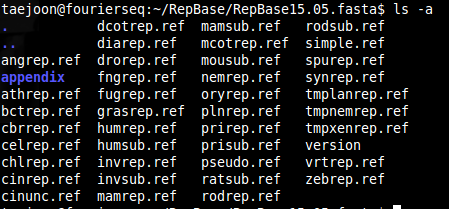 taejoon@fourierseq:~/RepBase/RepBase15.05.fasta$ ls -a
. dcotrep.ref mamsub.ref rodsub.ref
.. diarep.ref mcotrep.ref simple.ref
angrep.ref drorep.ref mousub.ref spurep.ref
appendix fngrep.ref nemrep.ref synrep.ref
athrep.ref fugrep.ref oryrep.ref tmplanrep.ref
bctrep.ref grasrep.ref plnrep.ref tmpnemrep.ref
cbrrep.ref humrep.ref prirep.ref tmpxenrep.ref
celrep.ref humsub.ref prisub.ref version
chlrep.ref invrep.ref pseudo.ref vrtrep.ref
cinrep.ref invsub.ref ratsub.ref zebrep.ref
cinunc.ref mamrep.ref rodrep.ref